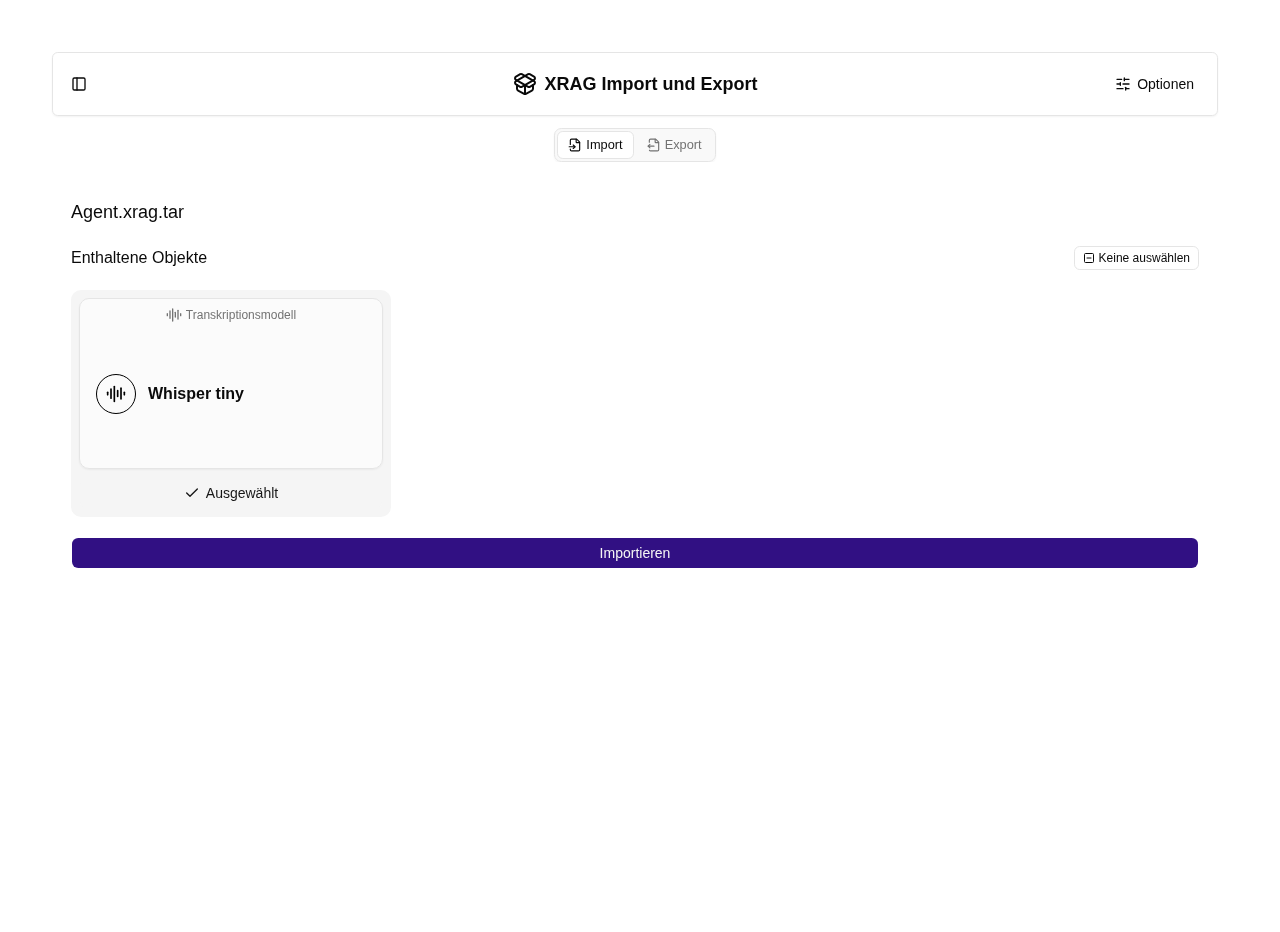 XRAG Import und Export
Optionen
Import
Export
Agent.xrag.tar
Enthaltene Objekte
Keine auswählen
Transkriptionsmodell
Whisper tiny
Ausgewählt
Importieren